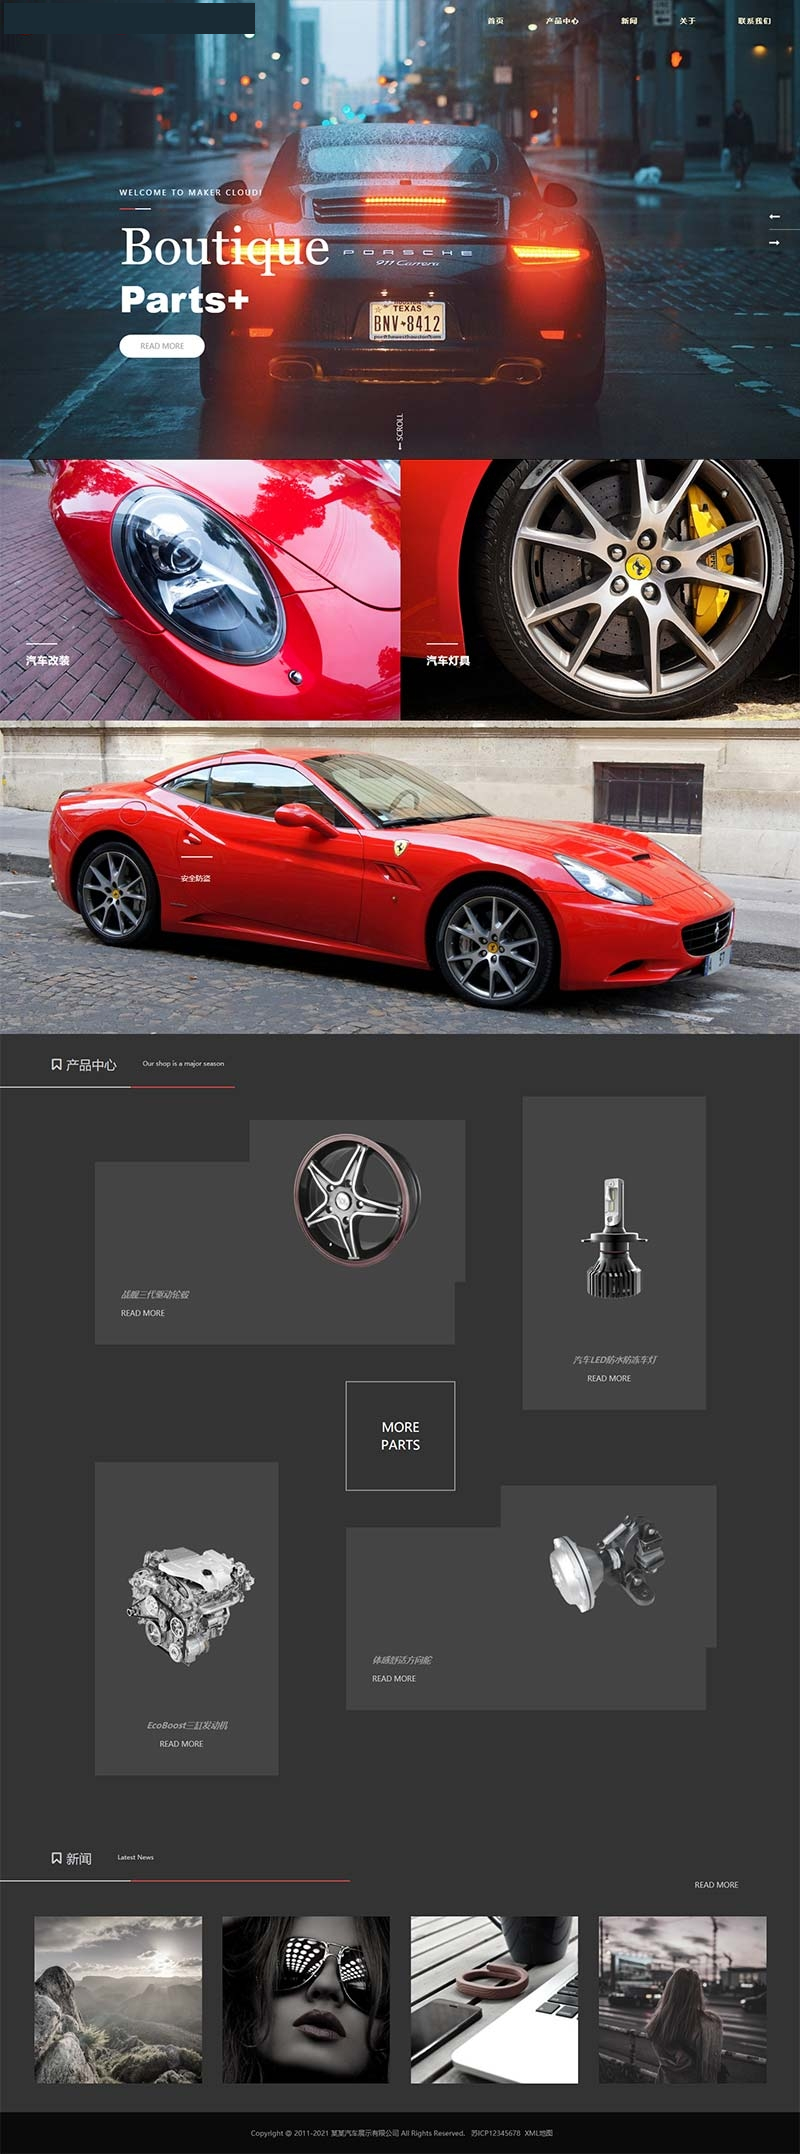 首页 产品中心 新闻 关于 联系我们
WELCOME TO MAKER CLOUD!
Boutique
Parts+
READ MORE
PORSCHE
911 Carrera
TEXAS
BNV 8412
SCROLL
汽车改装
汽车灯具
安全防盗
产品中心 Our shop is a major season
战舰三代驱动轮毂
READ MORE
汽车LED防水防冻车灯
READ MORE
MORE
PARTS
体感舒适方向舵
READ MORE
EcoBoost三缸发动机
READ MORE
新闻 Latest News
READ MORE
Copyright @ 2011-2021 某某汽车展示有限公司 All Rights Reserved. 苏ICP12345678 XML地图